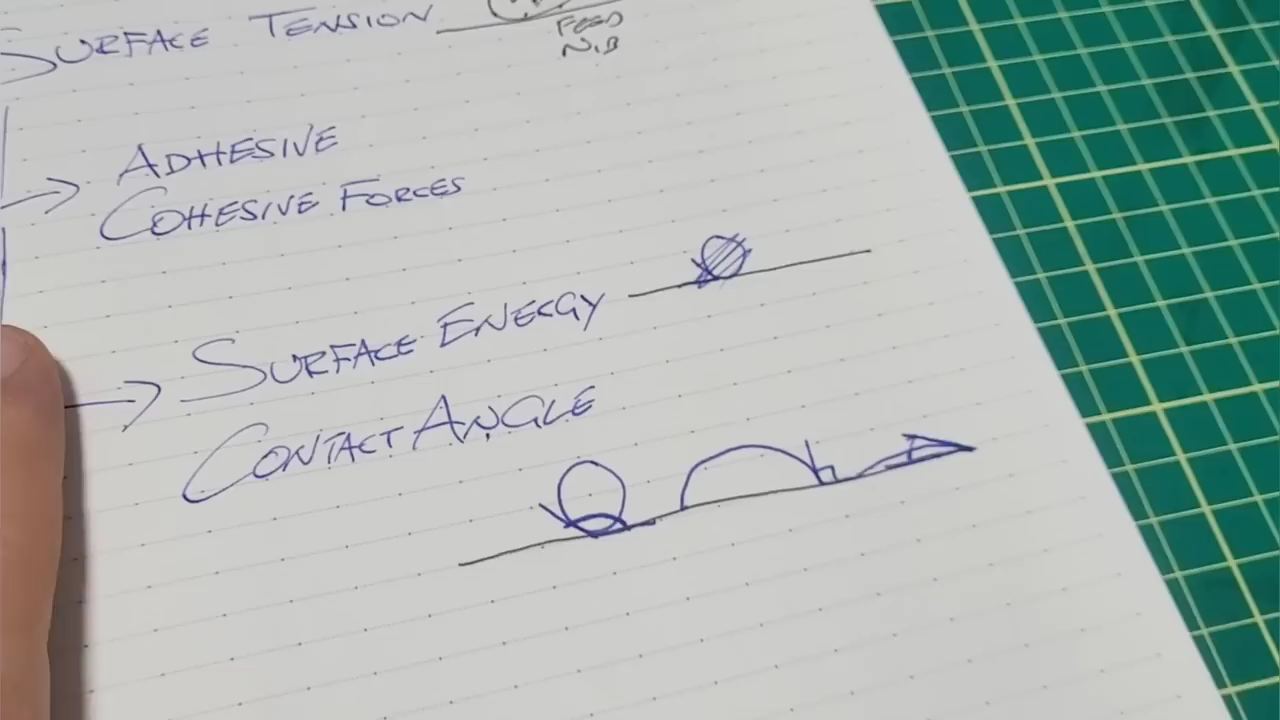 SURFACE TENSION
FEED
NIB
ADHESIVE
COHESIVE FORCES
SURFACE ENERGY
CONTACT ANGLE